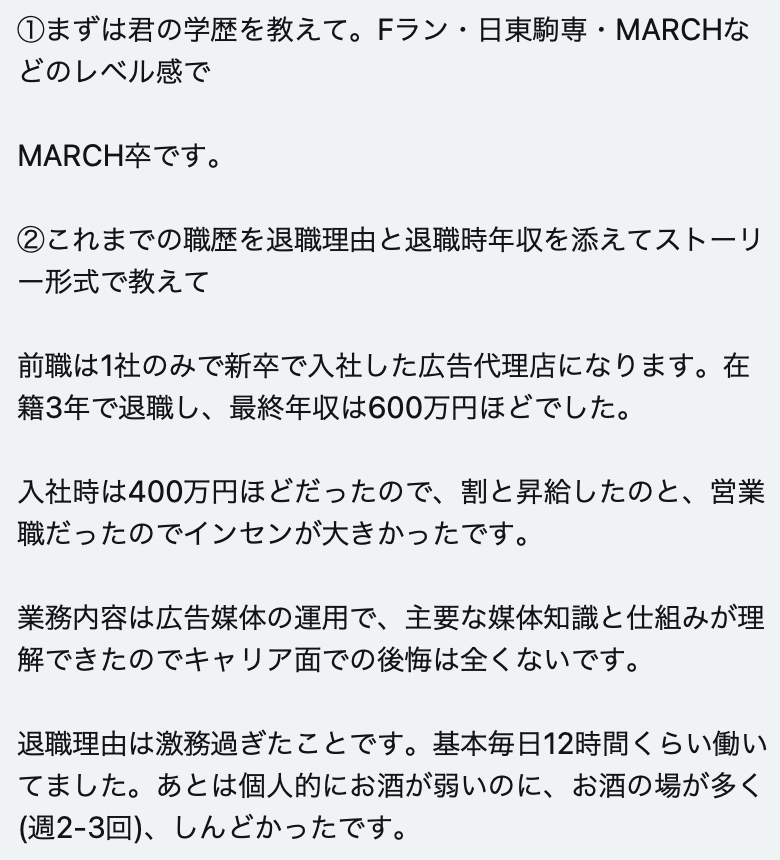 ①まずは君の学歴を教えて。Fラン・日東駒専・MARCHな
どのレベル感で
MARCH卒です。
②これまでの職歴を退職理由と退職時年収を添えてストーリ
ー形式で教えて
前職は1社のみで新卒で入社した広告代理店になります。在
籍3年で退職し、最終年収は600万円ほどでした。
入社時は400万円ほどだったので、割と昇給したのと、営業
職だったのでインセンが大きかったです。
業務内容は広告媒体の運用で、主要な媒体知識と仕組みが理
解できたのでキャリア面での後悔は全くないです。
退職理由は激務過ぎたことです。基本毎日12時間くらい働い
てました。あとは個人的にお酒が弱いのに、お酒の場が多く
(週2-3回)、しんどかったです。